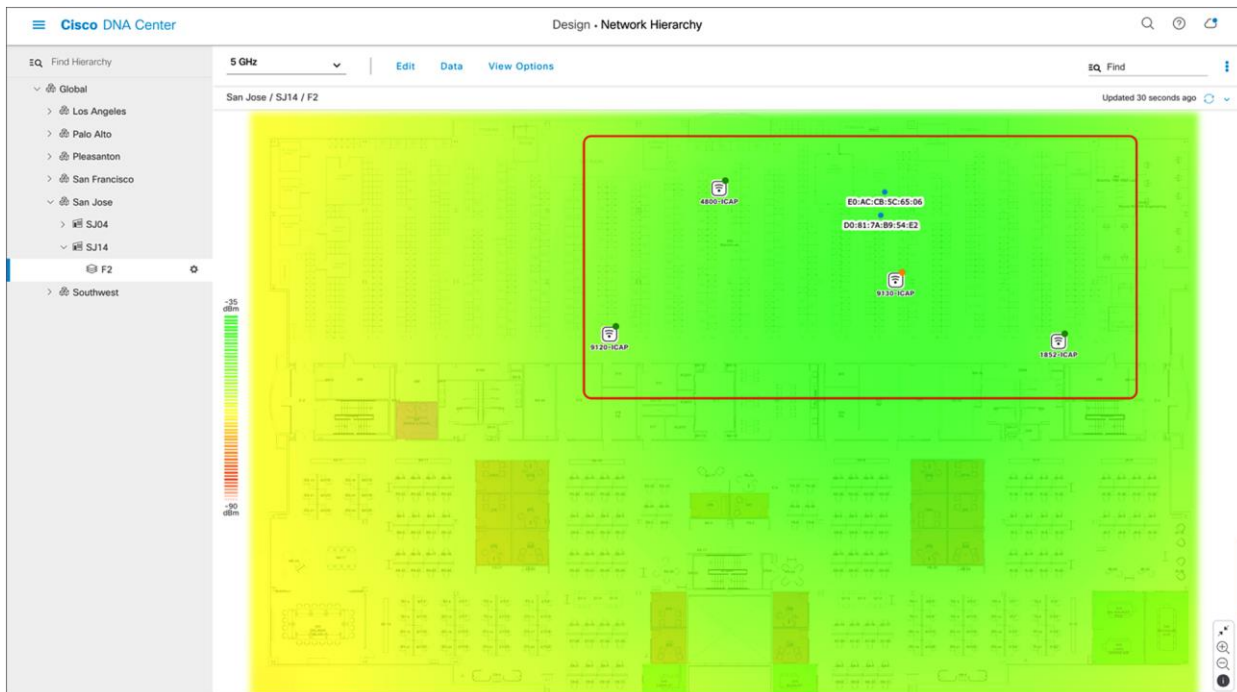 Cisco DNA Center
Design • Network Hierarchy
Find Hierarchy
Global
Los Angeles
Palo Alto
Pleasanton
San Francisco
San Jose
SJ04
SJ14
F2
Southwest
5 GHz
Edit Data View Options
EQ Find
San Jose / SJ14 / F2
Updated 30 seconds ago
4800-ICAP
E0:AC:CB:5C:65:06
D0:81:7A:B9:54:E2
9130-ICAP
-35
dBm
9120-ICAP
1852-ICAP
-90
dBm